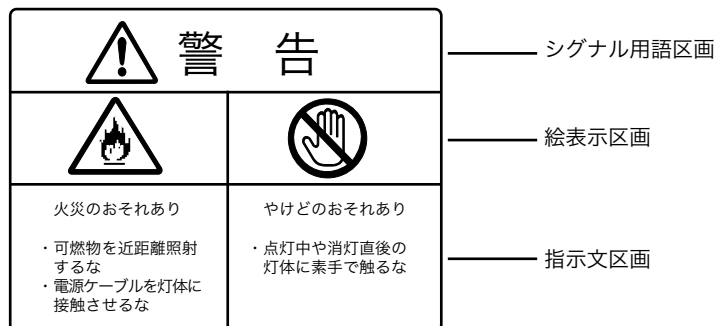 警 告
シグナル用語区画
絵表示区画
火災のおそれあり
・可燃物を近距離照射
するな
・電源ケーブルを灯体に
接触させるな
やけどのおそれあり
・点灯中や消灯直後の
灯体に素手で触るな
指示文区画